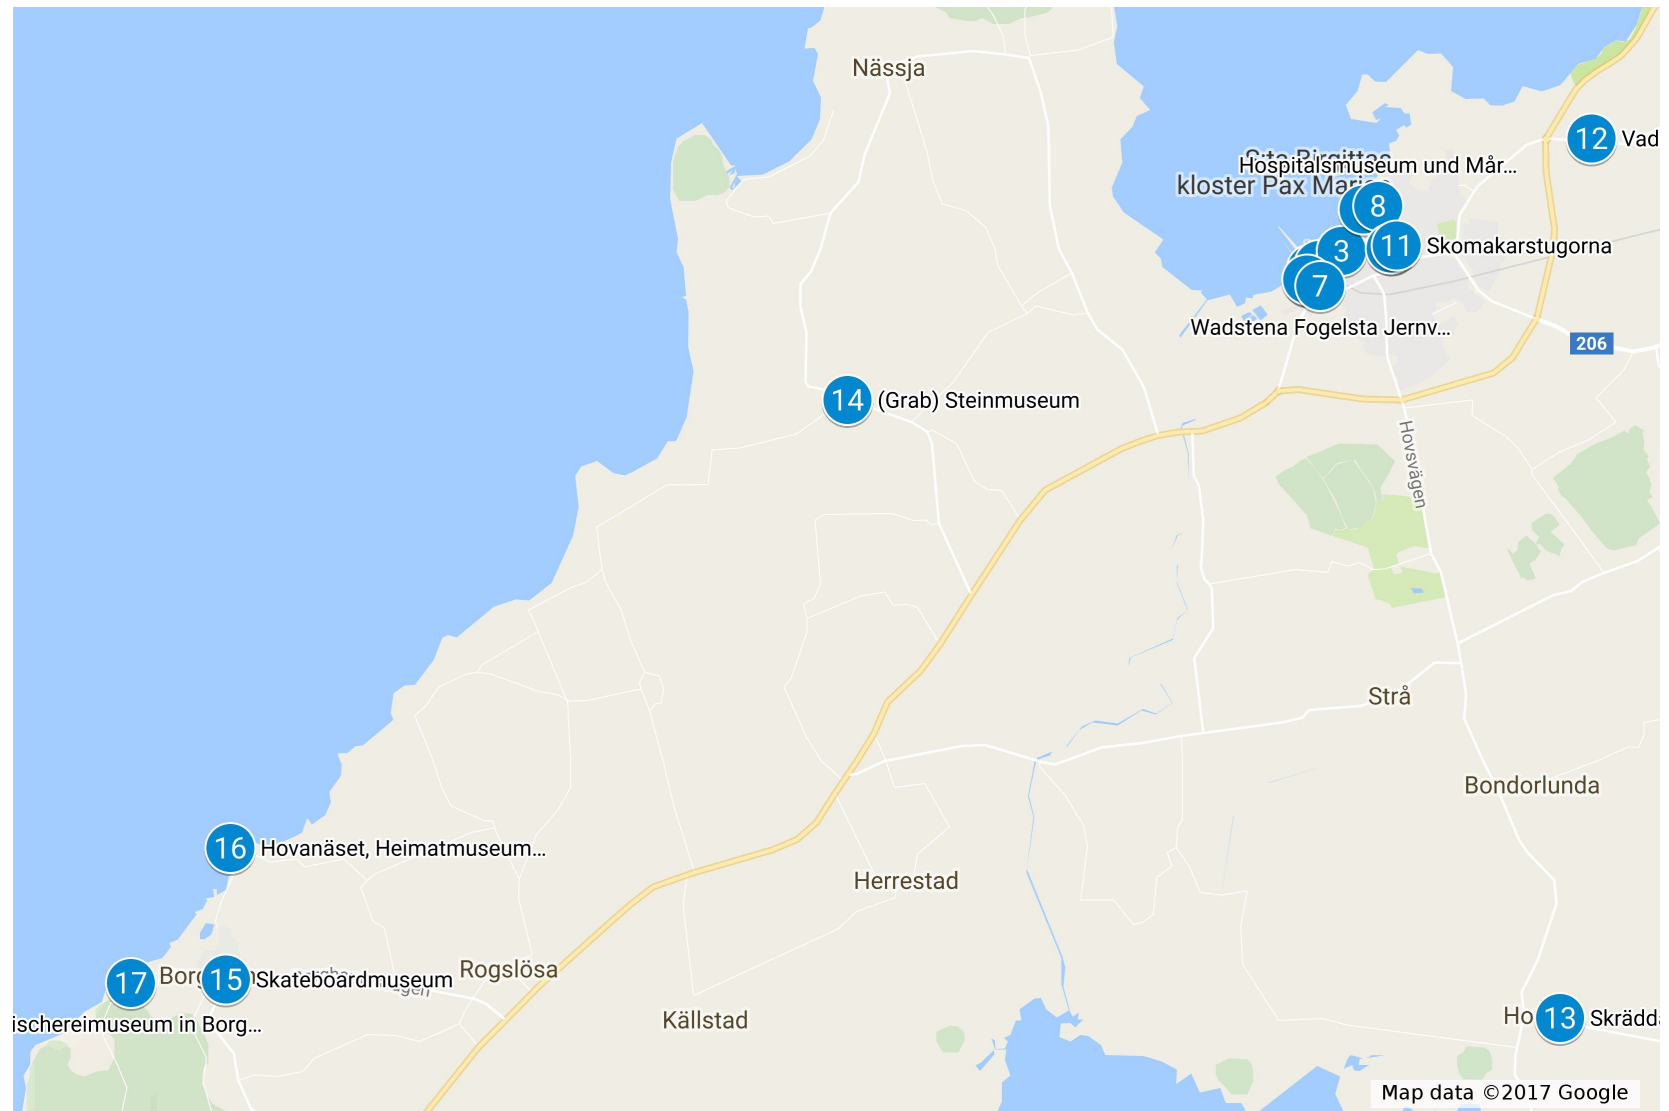 Nässja
12
Vad
Hospitalsmuseum und Mår...
kloster Pax
8
3
11
Skomakarstugorna
7
Wadstena Fogelsta Jernv...
206
14
(Grab) Steinmuseum
Hovsvägen
Strå
Bondorlunda
16
Hovanäset, Heimatmuseum...
Herrestad
17
Borg
15
Skateboardmuseum
Rogslösa
ischereimuseum in Borg...
Källstad
Ho
13
Skrädd
Map data ©2017 Google